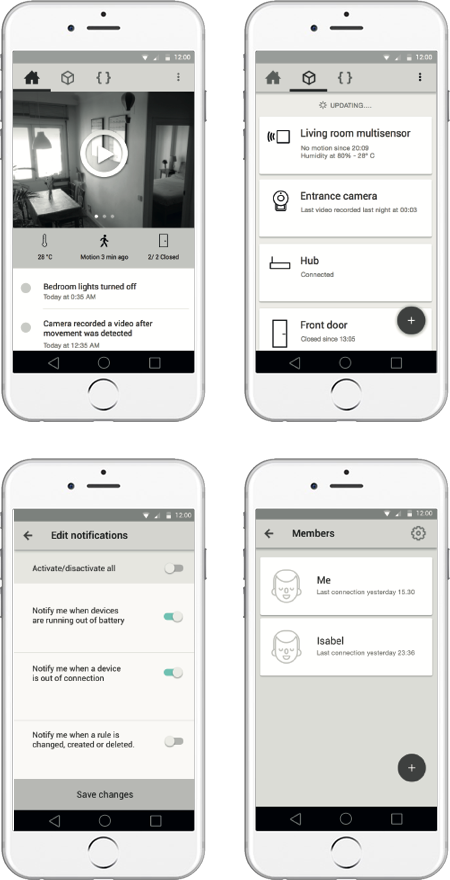 12:00
28 °C
Motion 3 min ago
2/ 2 Closed
Bedroom lights turned off
Today at 0:35 AM
Camera recorded a video after
movement was detected
Today at 12:35 AM
12:00
UPDATING....
Living room multisensor
No motion since 20:09
Humidity at 80% - 28º C
Entrance camera
Last video recorded last night at 03:03
Hub
Connected
Front door
Closed since 13:05
+
12:00
Edit notifications
Activate/disactivate all
Notify me when devices
are running out of battery
Notify me when a device
is out of connection
Notify me when a rule is
changed, created or deleted.
Save changes
12:00
Members
Me
Last connection yesterday 15.30
Isabel
Last connection yesterday 23:36
+